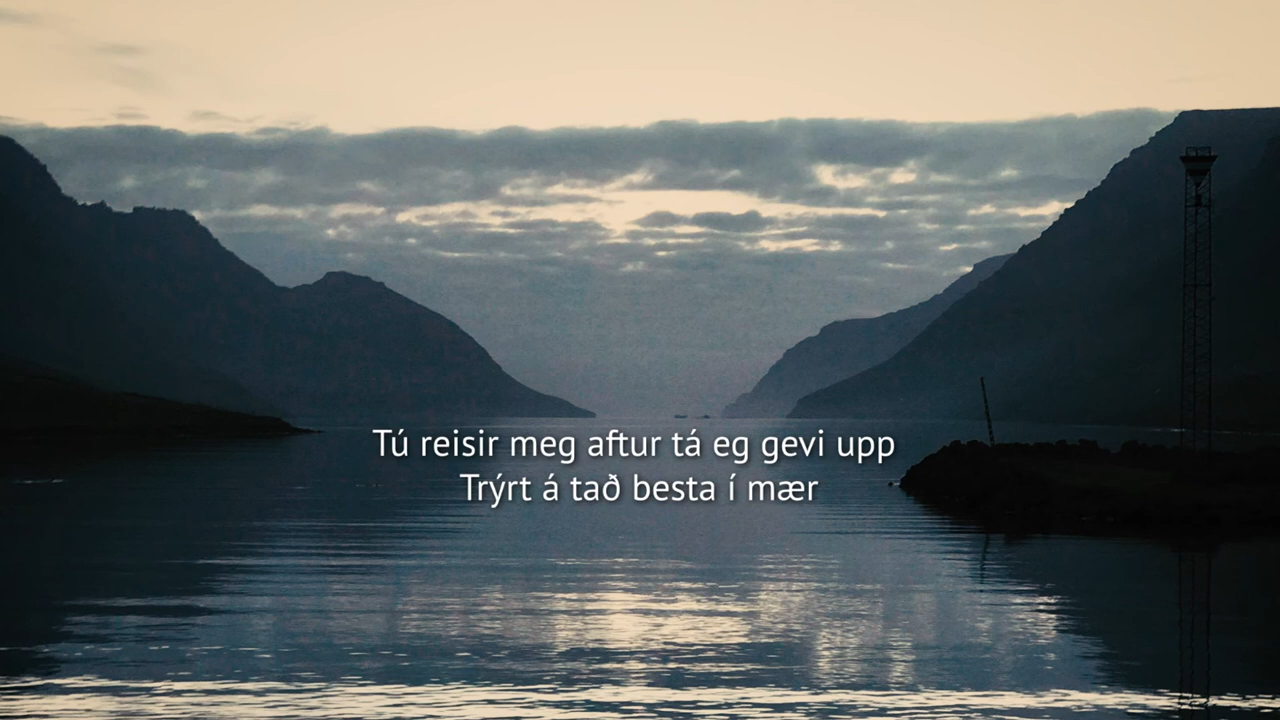 Tú reisir meg aftur tá eg gevi upp
Trýrt á tað besta í mær